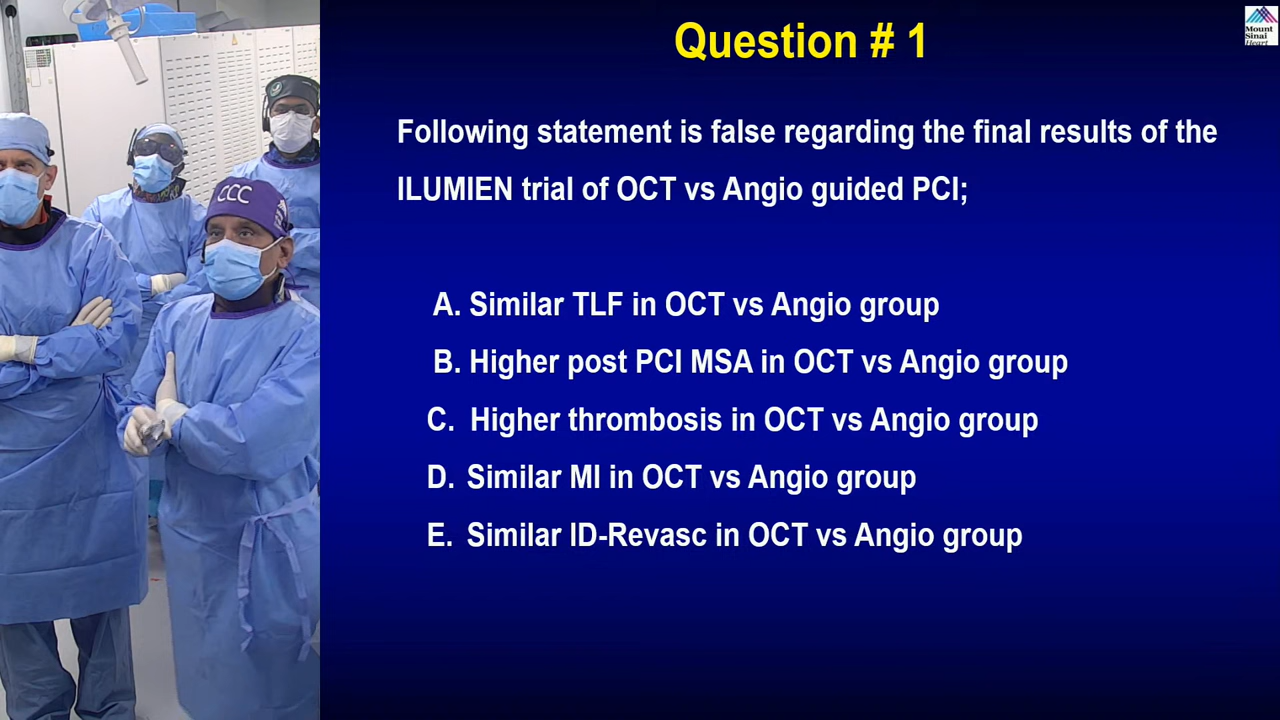 Question # 1
Mount
Sinai
Heart
Following statement is false regarding the final results of the
ILUMIEN trial of OCT vs Angio guided PCI;
A. Similar TLF in OCT vs Angio group
B. Higher post PCI MSA in OCT vs Angio group
C. Higher thrombosis in OCT vs Angio group
D. Similar MI in OCT vs Angio group
E. Similar ID-Revasc in OCT vs Angio group
CCC